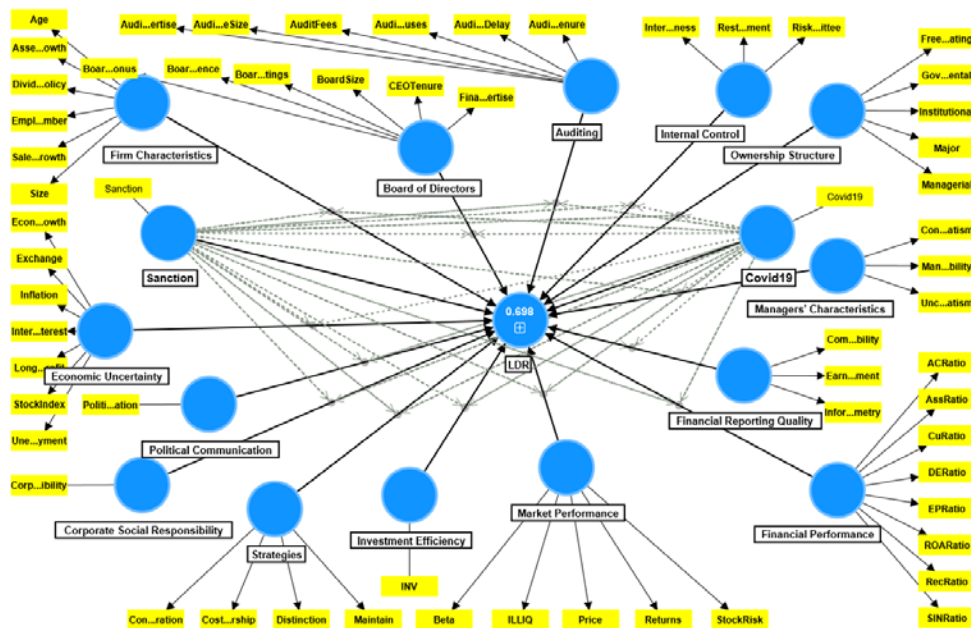 Age
Audi...ertise
Audi...eSize
AuditFees
Audi...uses
Audi...Delay
Audi...enure
Inter...ness
Rest...ment
Risk...ittee
Free...ating
Asse...owth
Boar...onus
Boar...ence
Boar...tings
BoardSize
CEOTenure
Fina...ertise
Gov...ental
Divid...olicy
Institutional
Empl...mber
Auditing
Internal Control
Major
Sale...rowth
Firm Characteristics
Ownership Structure
Board of Directors
Managerial
Size
Sanction
Covid19
Econ...owth
Con...atism
Exchange
Man...bility
Sanction
Covid19
Managers' Characteristics
Inflation
Unc...atism
0.698
Inter...terest
Com...bility
Long...ofit
LDR
ACRatio
Economic Uncertainty
Earn...ment
StockIndex
Politi...ation
AssRatio
Infor...metry
Financial Reporting Quality
Une...yment
CuRatio
Political Communication
DERatio
Corp...ibility
EPRatio
Market Performance
Corporate Social Responsibility
Investment Efficiency
Financial Performance
ROARatio
Strategies
RecRatio
INV
Con...ration
Cost...rship
Distinction
Maintain
Beta
ILLIQ
Price
Returns
StockRisk
SINRatio